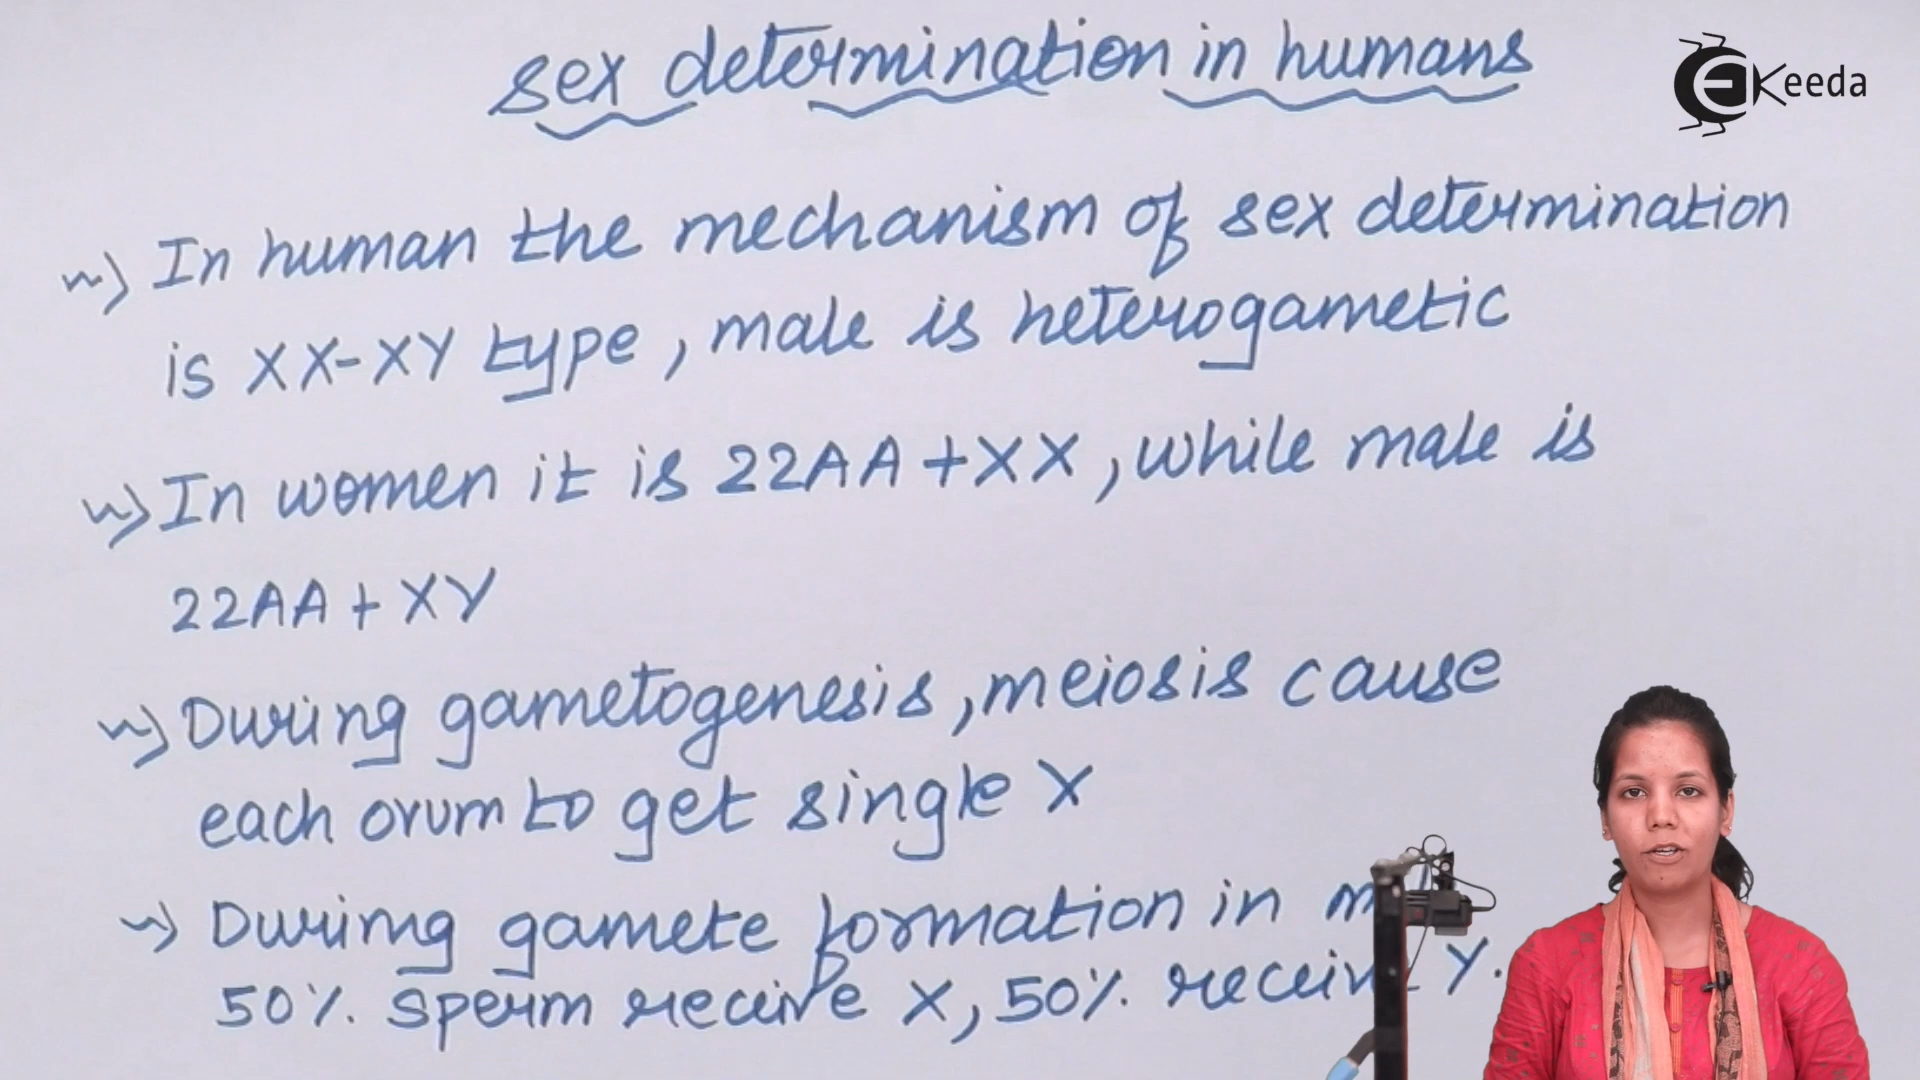 sex determination in humans
EKeeda
In human the mechanism of sex determination
is XX-XY type, male is heterogametic
In women it is 22AA+XX, while male is
22AA + XY
During gametogenesis, meiosis cause
each ovum to get single X
During gamete formation in
50% sperm receive X, 50% receive Y.